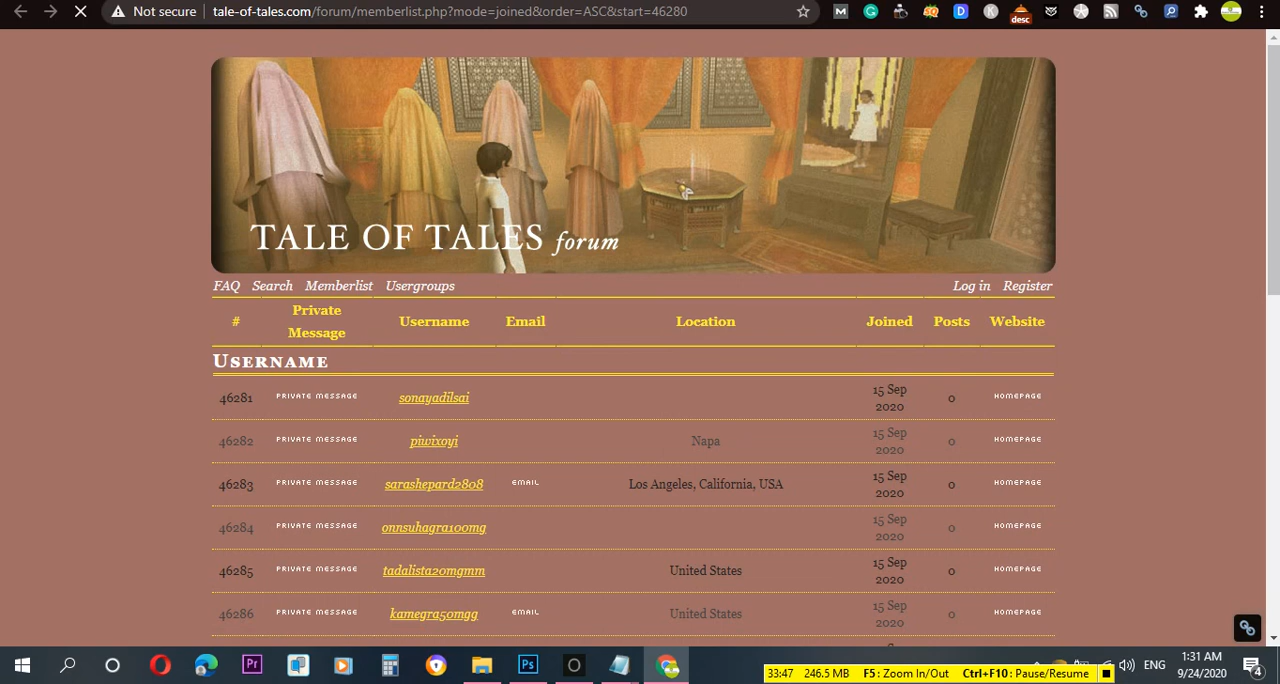 Not secure | tale-of-tales.com/forum/memberlist.php?mode=joined&order=ASC&start=46280
desc
TALE OF TALES forum
FAQ Search Memberlist Usergroups Log in Register
# Private Message Username Email Location Joined Posts Website
USERNAME
46281 PRIVATE MESSAGE sonayadilsai 15 Sep 2020 0 HOMEPAGE
46282 PRIVATE MESSAGE piwixoyi Napa 15 Sep 2020 0 HOMEPAGE
46283 PRIVATE MESSAGE sarashepard2808 EMAIL Los Angeles, California, USA 15 Sep 2020 0 HOMEPAGE
46284 PRIVATE MESSAGE onnsuhagra100mg 15 Sep 2020 0 HOMEPAGE
46285 PRIVATE MESSAGE tadalista20mgmm United States 15 Sep 2020 0 HOMEPAGE
46286 PRIVATE MESSAGE kamegra50mgg EMAIL United States 15 Sep 2020 0 HOMEPAGE
ENG 1:31 AM
9/24/2020
4
33:47 246.5 MB F5: Zoom In/Out Ctrl+F10: Pause/Resume